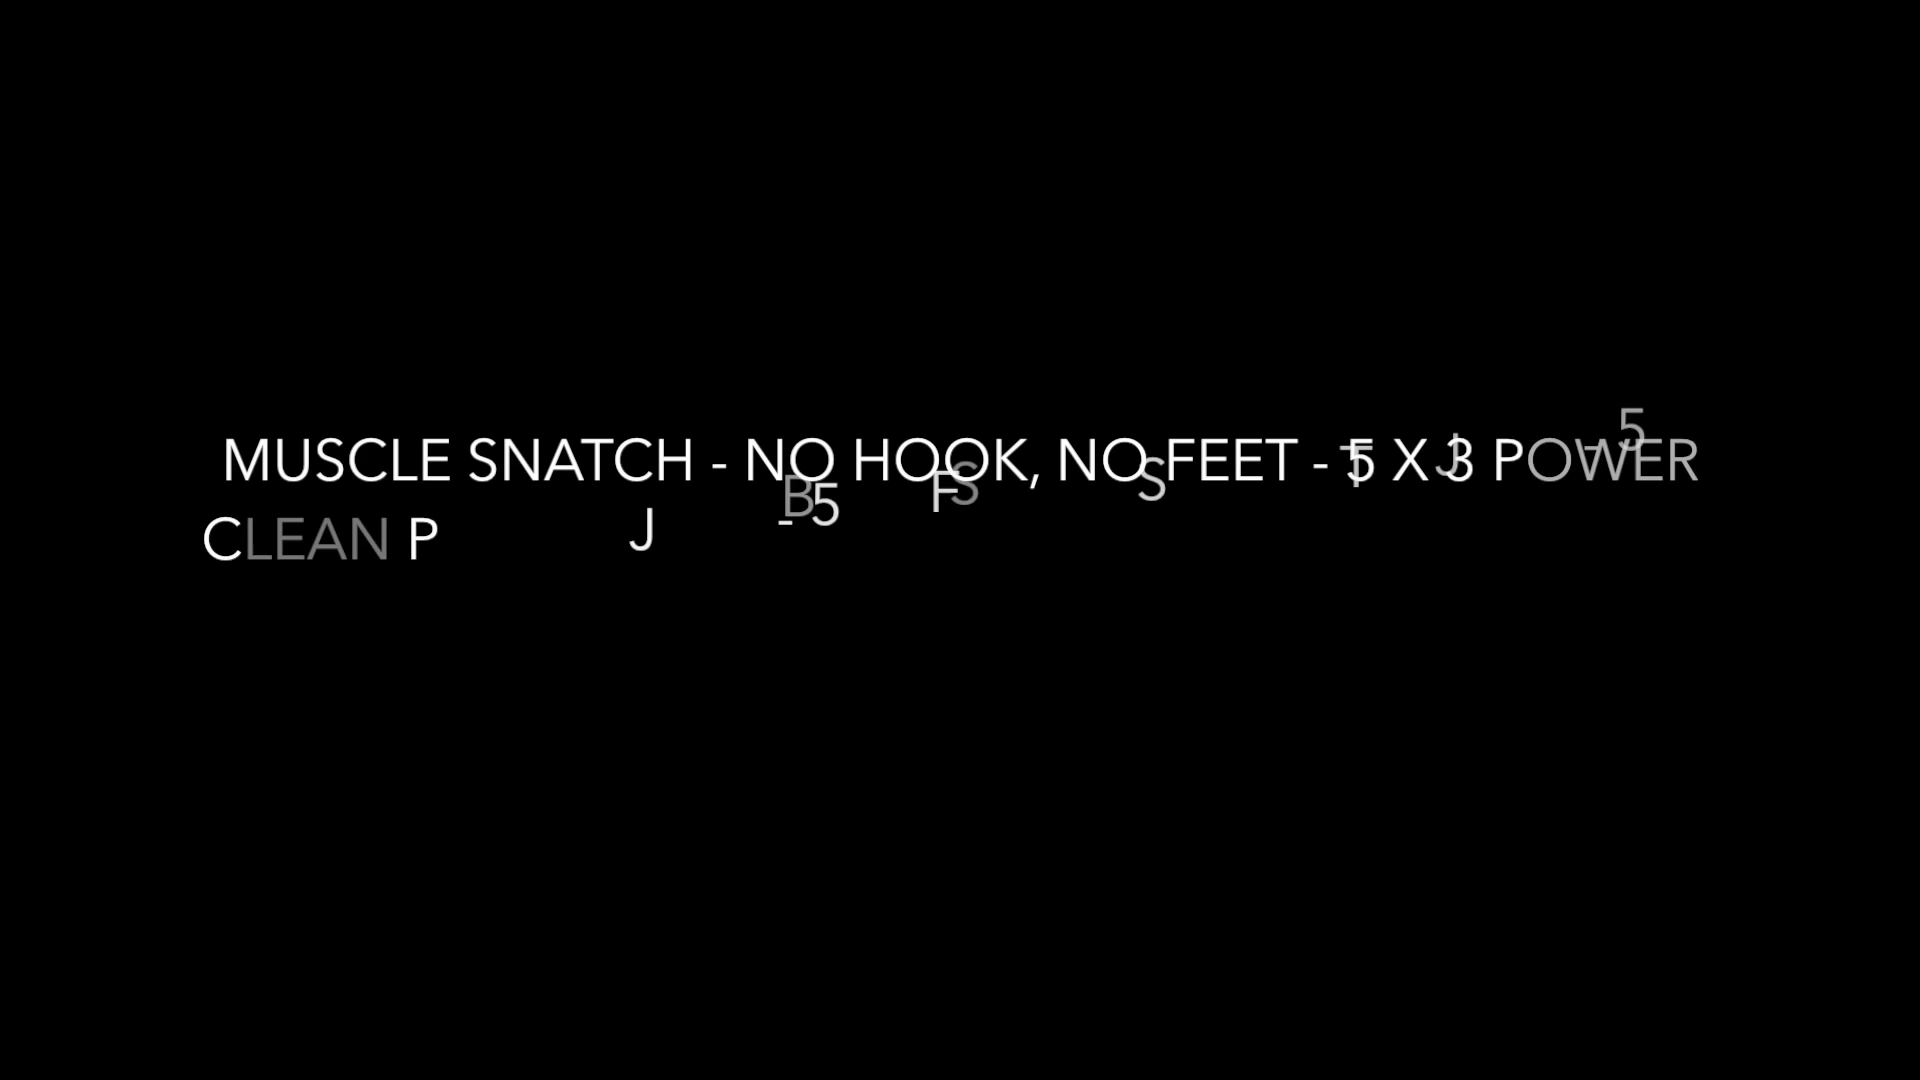 MUSCLE SNATCH - NO HOOK, NO FEET - 5 X 3 POWER
CLEAN P